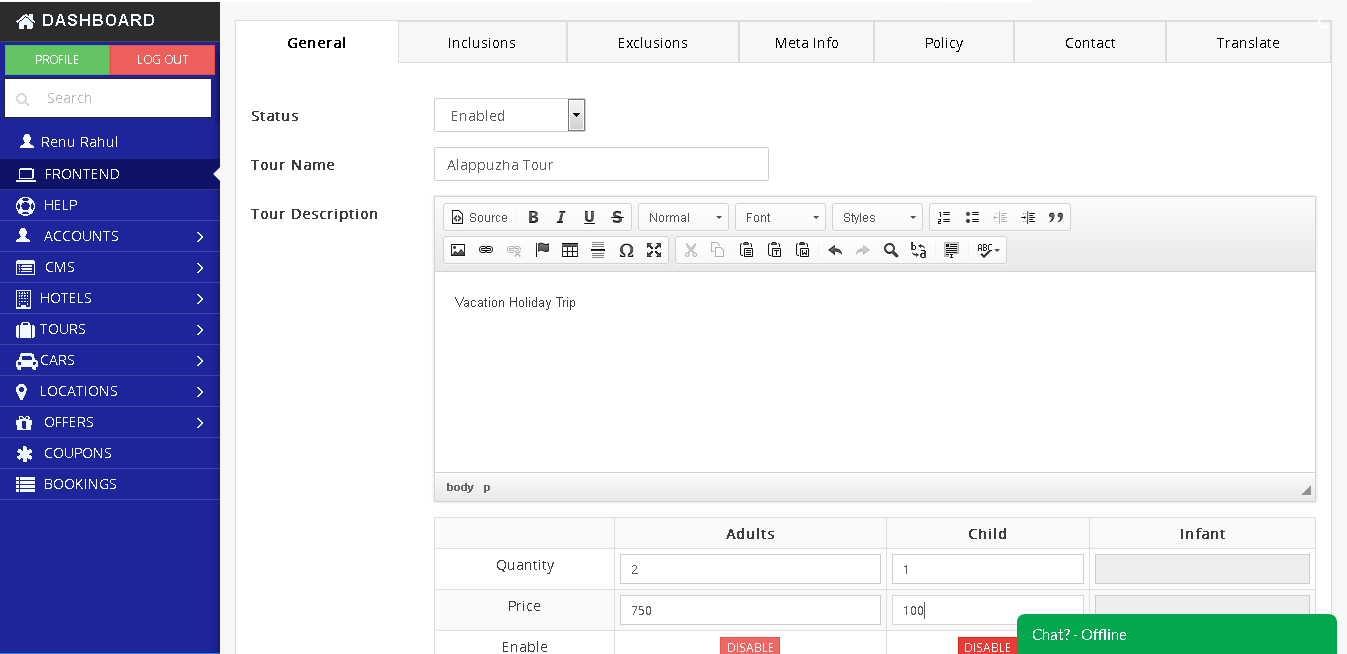 DASHBOARD
PROFILE LOG OUT
Search
Renu Rahul
FRONTEND
HELP
ACCOUNTS
CMS
HOTELS
TOURS
CARS
LOCATIONS
OFFERS
COUPONS
BOOKINGS
General Inclusions Exclusions Meta Info Policy Contact Translate
Status Enabled
Tour Name Alappuzha Tour
Tour Description
Source B I U S Normal Font Styles
Ω ABC
Vacation Holiday Trip
body p
Adults Child Infant
Quantity 2 1
Price 750 100
Enable DISABLE DISABLE
Chat? - Offline